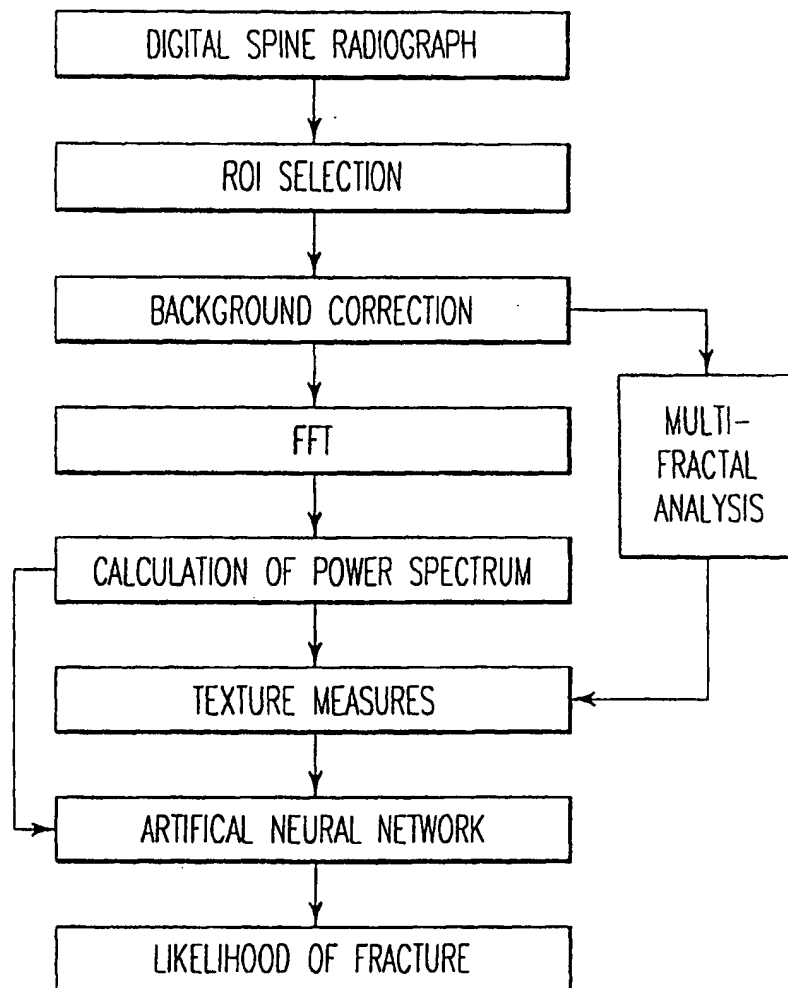 DIGITAL SPINE RADIOGRAPH
ROI SELECTION
BACKGROUND CORRECTION
FFT
MULTI-
FRACTAL
ANALYSIS
CALCULATION OF POWER SPECTRUM
TEXTURE MEASURES
ARTIFICAL NEURAL NETWORK
LIKELIHOOD OF FRACTURE